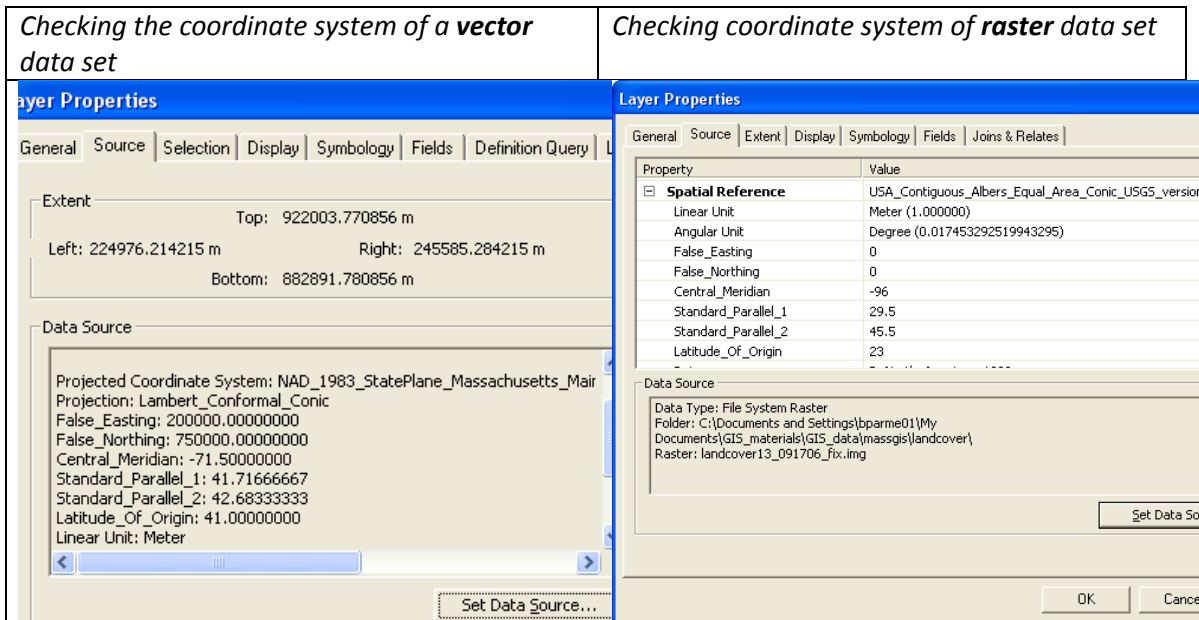 Checking the coordinate system of a vector
data set
Checking coordinate system of raster data set
ayer Properties
General Source Selection Display Symbology Fields Definition Query
Extent
Top: 922003.770856 m
Left: 224976.214215 m Right: 245585.284215 m
Bottom: 882891.780856 m
Data Source
Projected Coordinate System: NAD_1983_StatePlane_Massachusetts_Mair
Projection: Lambert_Conformal_Conic
False_Easting: 200000.00000000
False_Northing: 750000.00000000
Central_Meridian: -71.50000000
Standard_Parallel_1: 41.71666667
Standard_Parallel_2: 42.68333333
Latitude_Of_Origin: 41.00000000
Linear Unit: Meter
Set Data Source...
Layer Properties
General Source Extent Display Symbology Fields Joins & Relates
Property Value
Spatial Reference USA_Contiguous_Albers_Equal_Area_Conic_USGS_version
Linear Unit Meter (1.000000)
Angular Unit Degree (0.017453292519943295)
False_Easting 0
False_Northing 0
Central_Meridian -96
Standard_Parallel_1 29.5
Standard_Parallel_2 45.5
Latitude_Of_Origin 23
Data Source
Data Type: File System Raster
Folder: C:\Documents and Settings\bparme01\My
Documents\GIS_materials\GIS_data\massgis\landcover\
Raster: landcover13_091706_fix.img
Set Data So
OK Cance